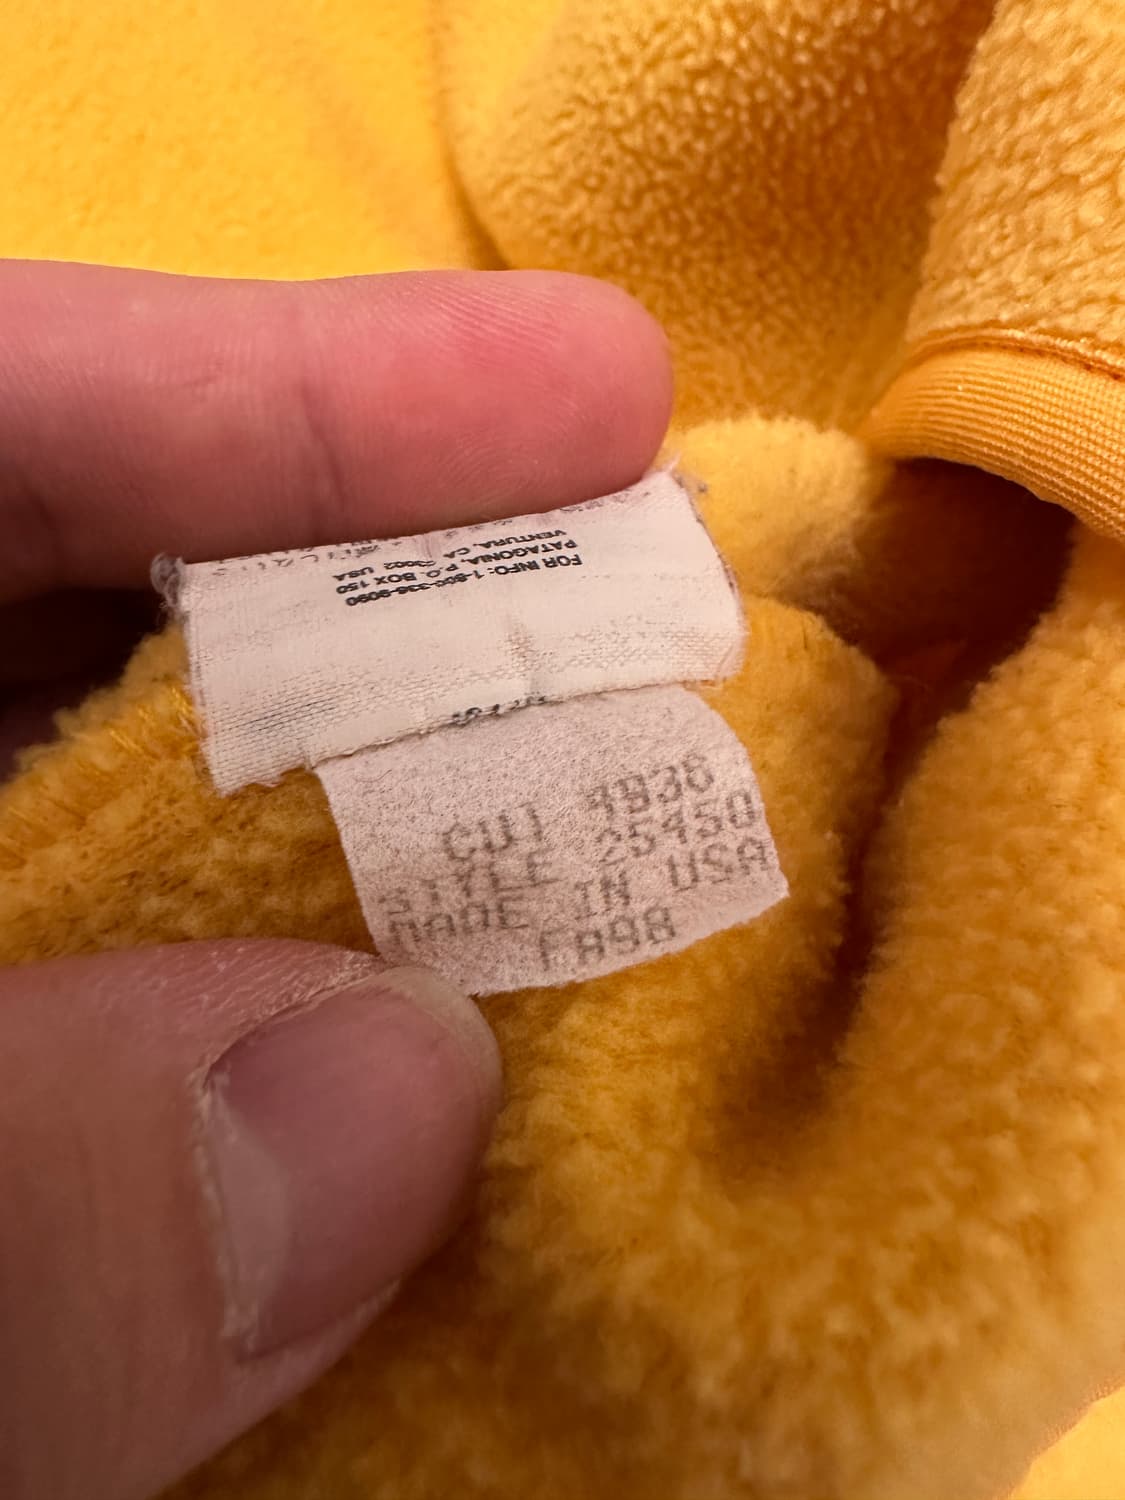 FOR INFO: 1-800-336-9090
PATAGONIA, P.O. BOX 150
VENTURA, CA 93002 USA
CUT 4938
STYLE 25450
MADE IN USA
FA98